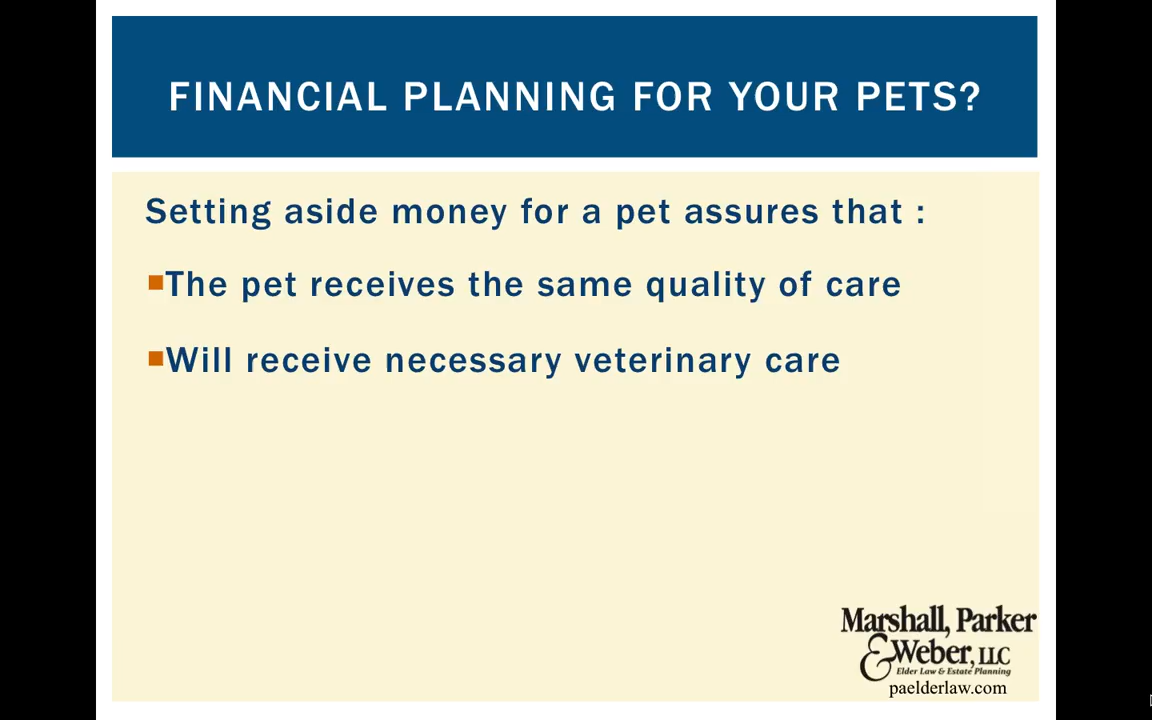 FINANCIAL PLANNING FOR YOUR PETS?
Setting aside money for a pet assures that :
The pet receives the same quality of care
Will receive necessary veterinary care
Marshall, Parker
& Weber, LLC
Elder Law & Estate Planning
paelderlaw.com